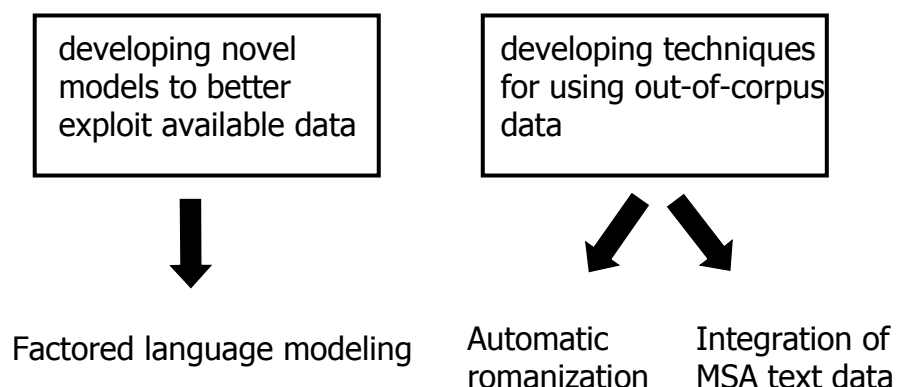 developing novel
models to better
exploit available data
developing techniques
for using out-of-corpus
data
Factored language modeling
Automatic
romanization
Integration of
MSA text data